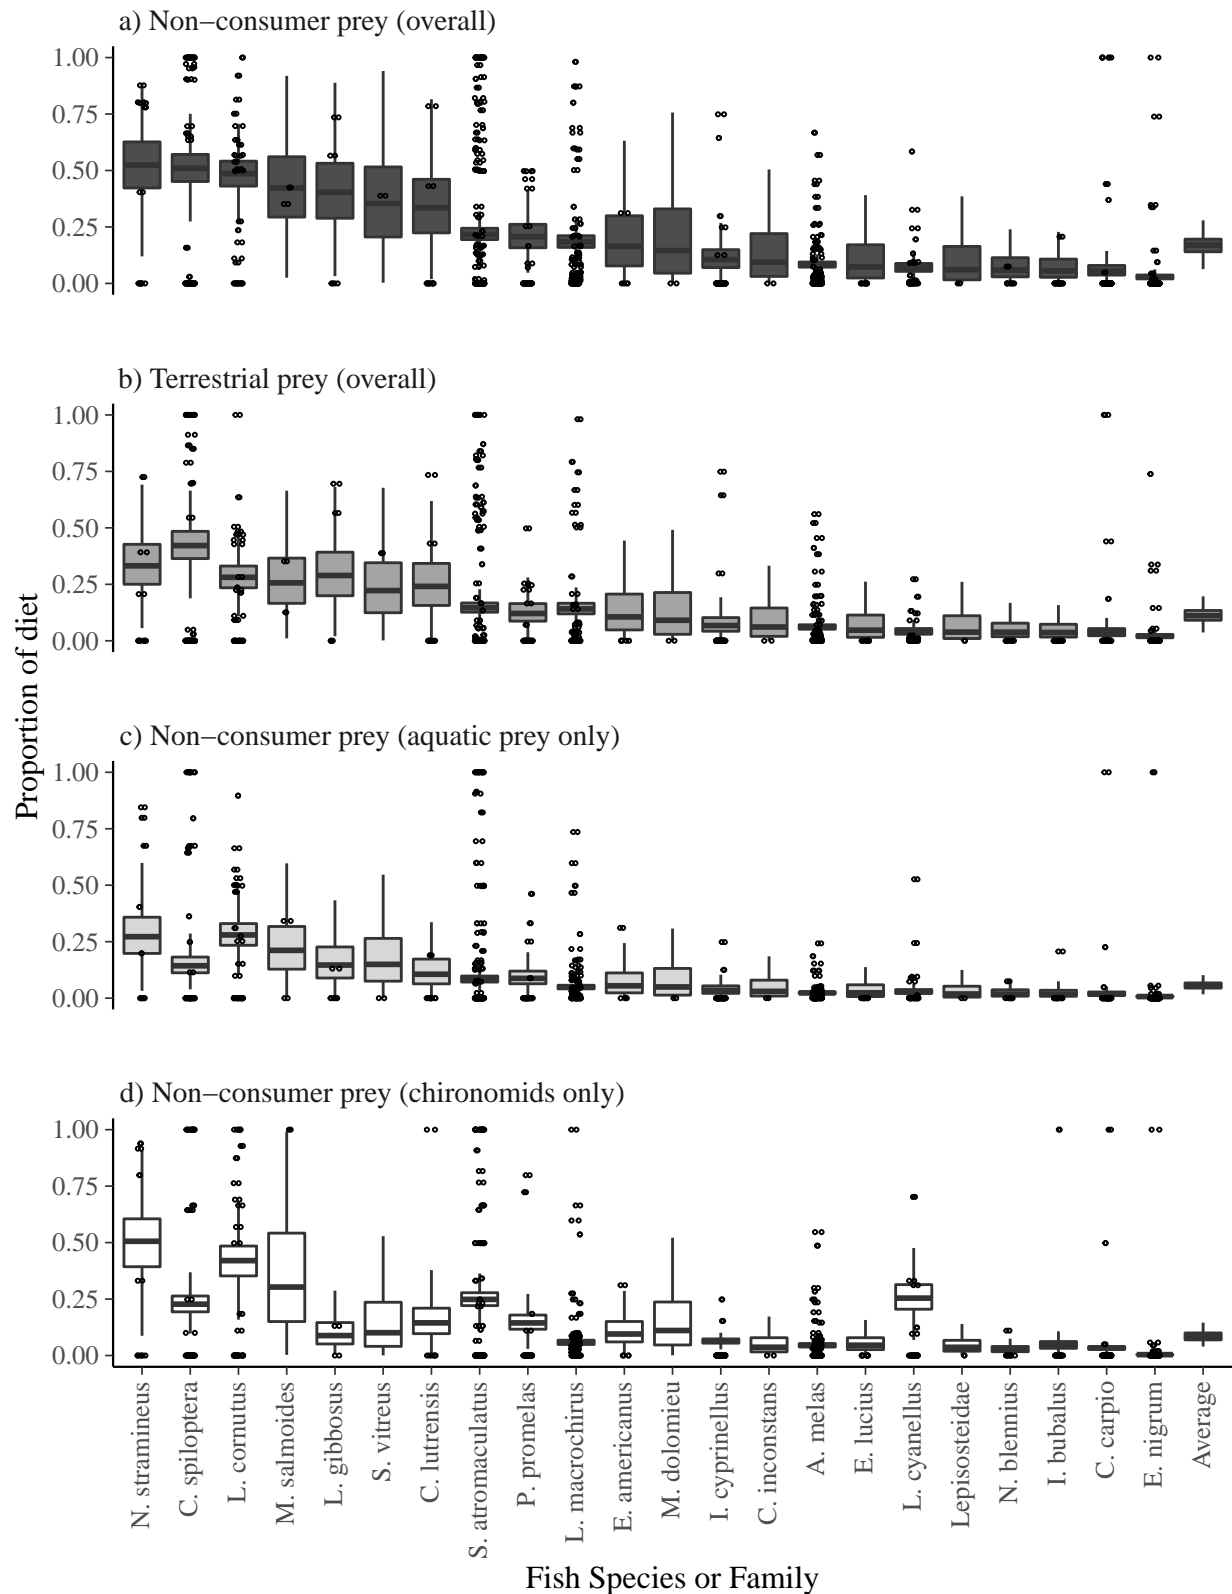 a) Non−consumer prey (overall)
1.00
0.75
0.50
0.25
0.00
b) Terrestrial prey (overall)
1.00
0.75
0.50
0.25
0.00
Proportion of diet
c) Non−consumer prey (aquatic prey only)
1.00
0.75
0.50
0.25
0.00
d) Non−consumer prey (chironomids only)
1.00
0.75
0.50
0.25
0.00
N. stramineus
C. spiloptera
L. cornutus
M. salmoides
L. gibbosus
S. vitreus
C. lutrensis
S. atromaculatus
P. promelas
L. macrochirus
E. americanus
M. dolomieu
I. cyprinellus
C. inconstans
A. melas
E. lucius
L. cyanellus
Lepisosteidae
N. blennius
I. bubalus
C. carpio
E. nigrum
Average
Fish Species or Family